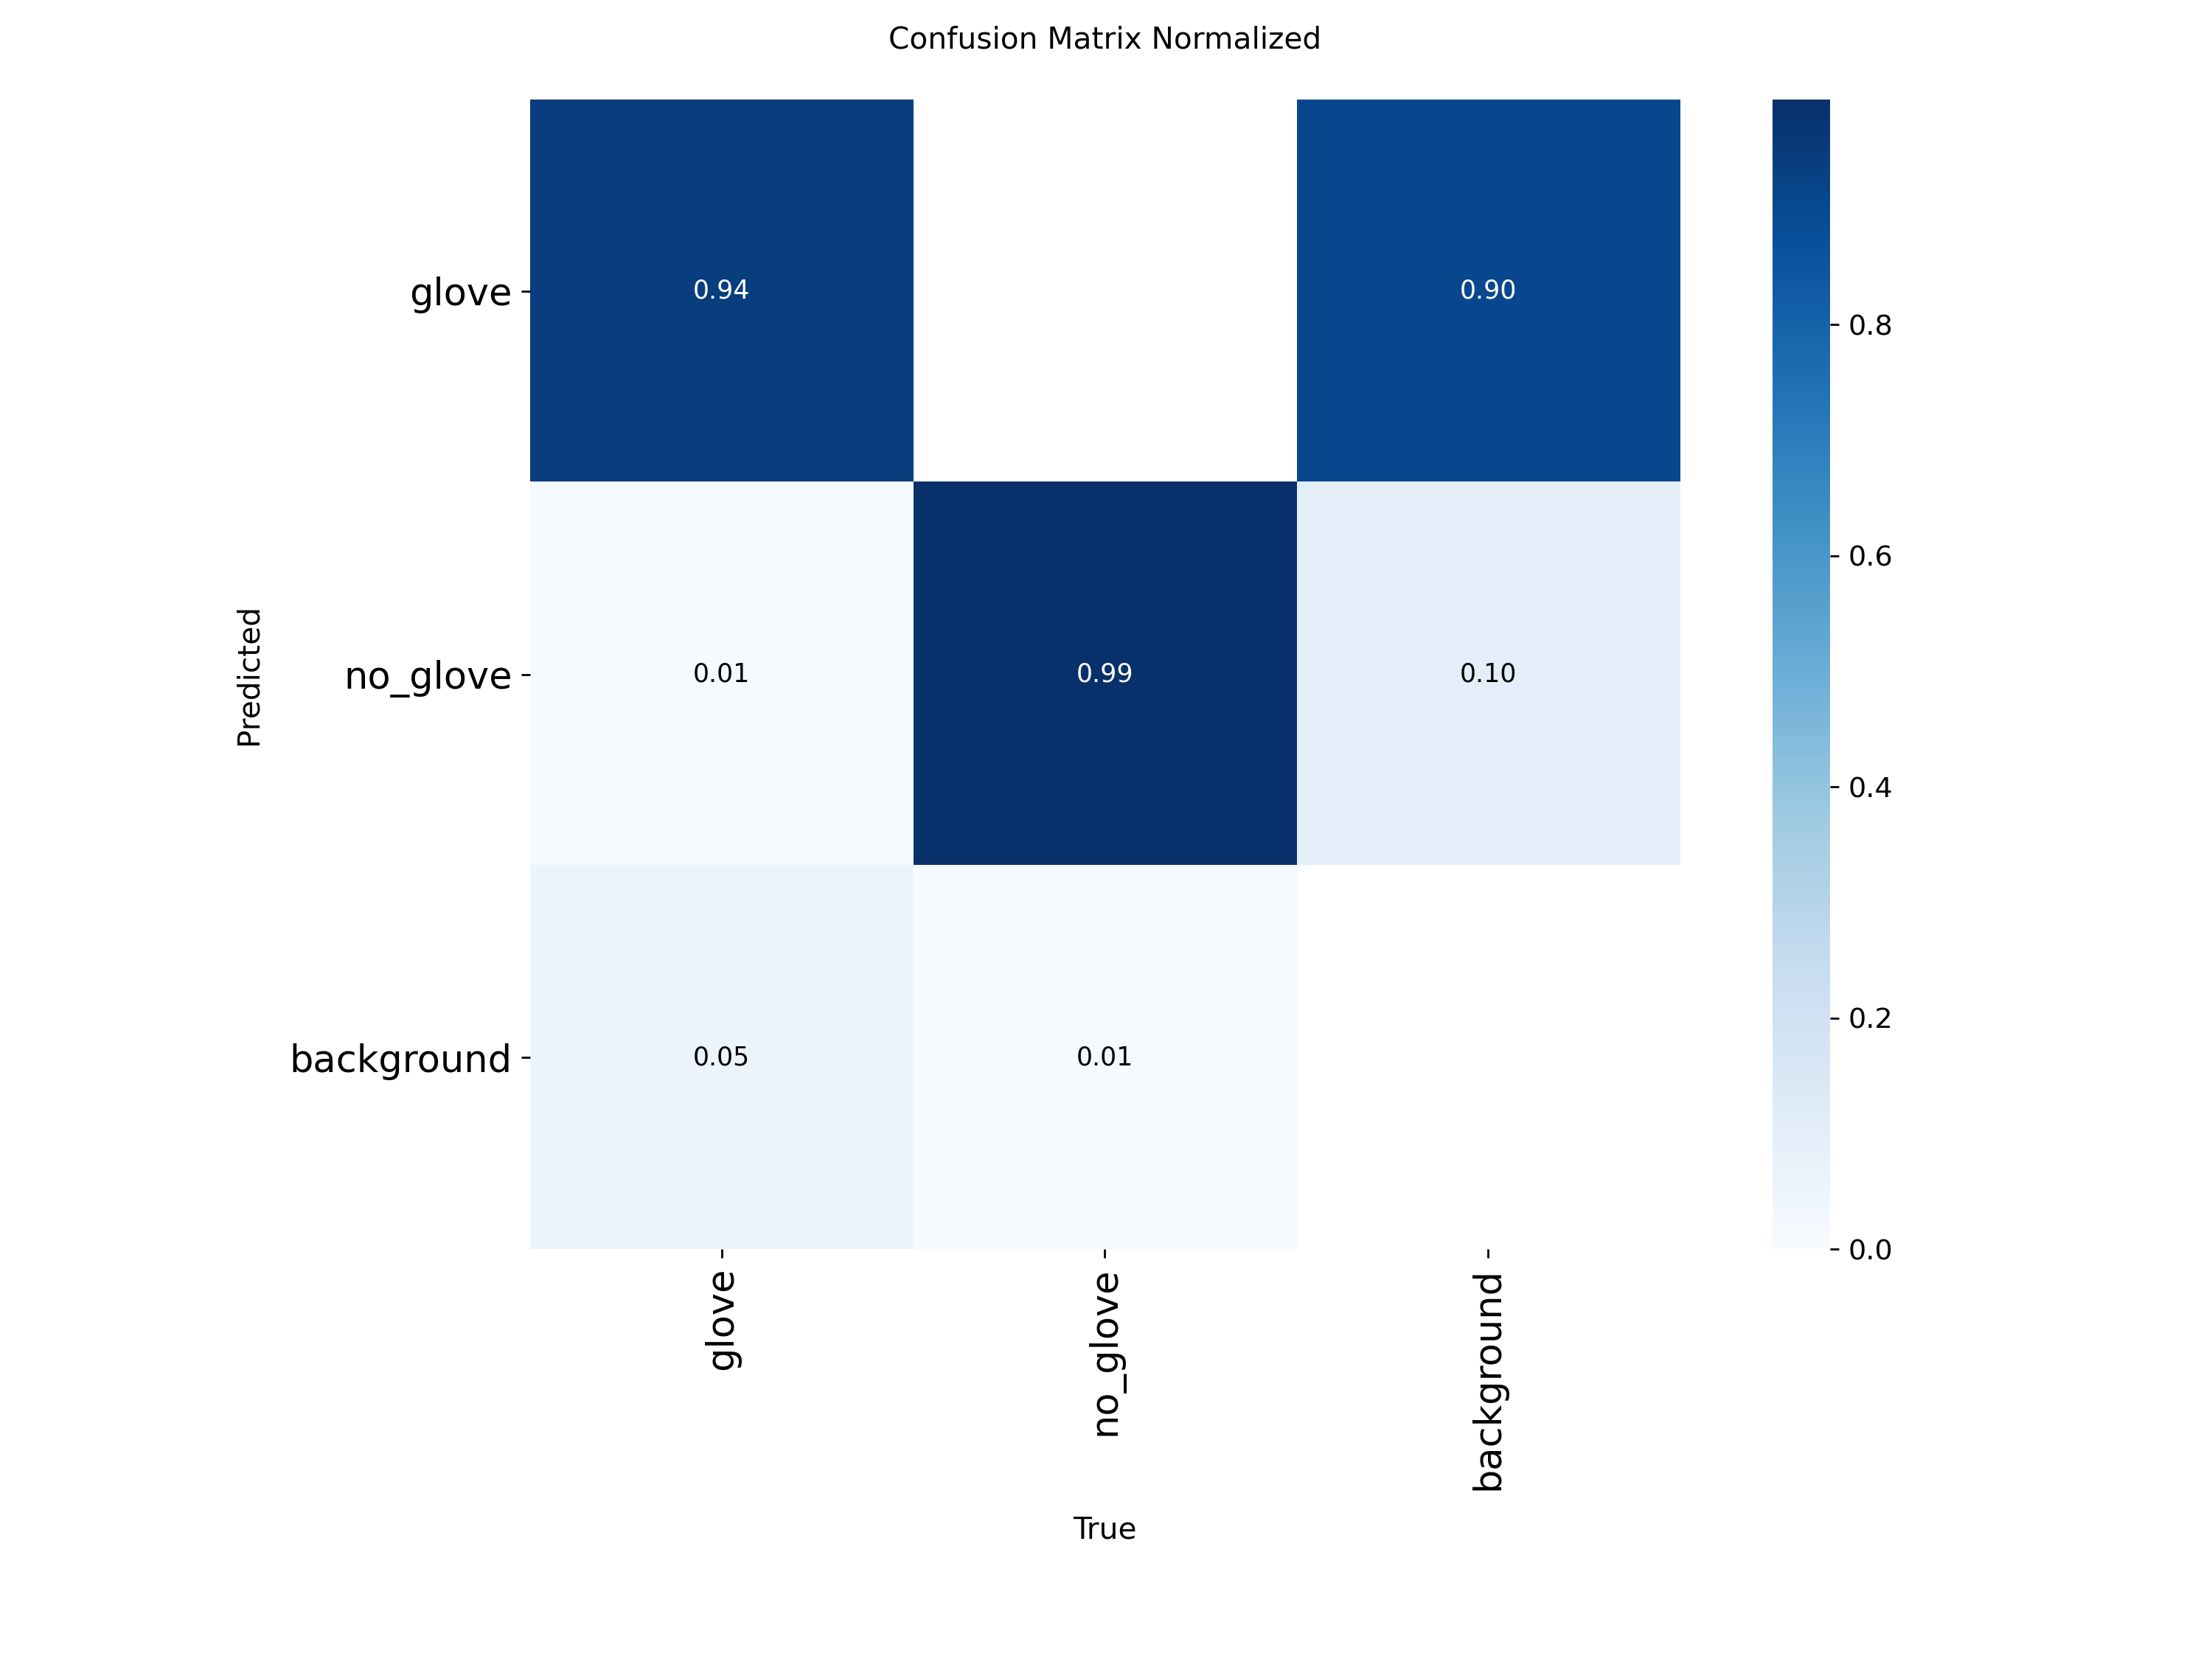 Confusion Matrix Normalized
Predicted
glove
0.94
0.90
no_glove
0.01
0.99
0.10
background
0.05
0.01
glove
no_glove
background
True
0.8
0.6
0.4
0.2
0.0